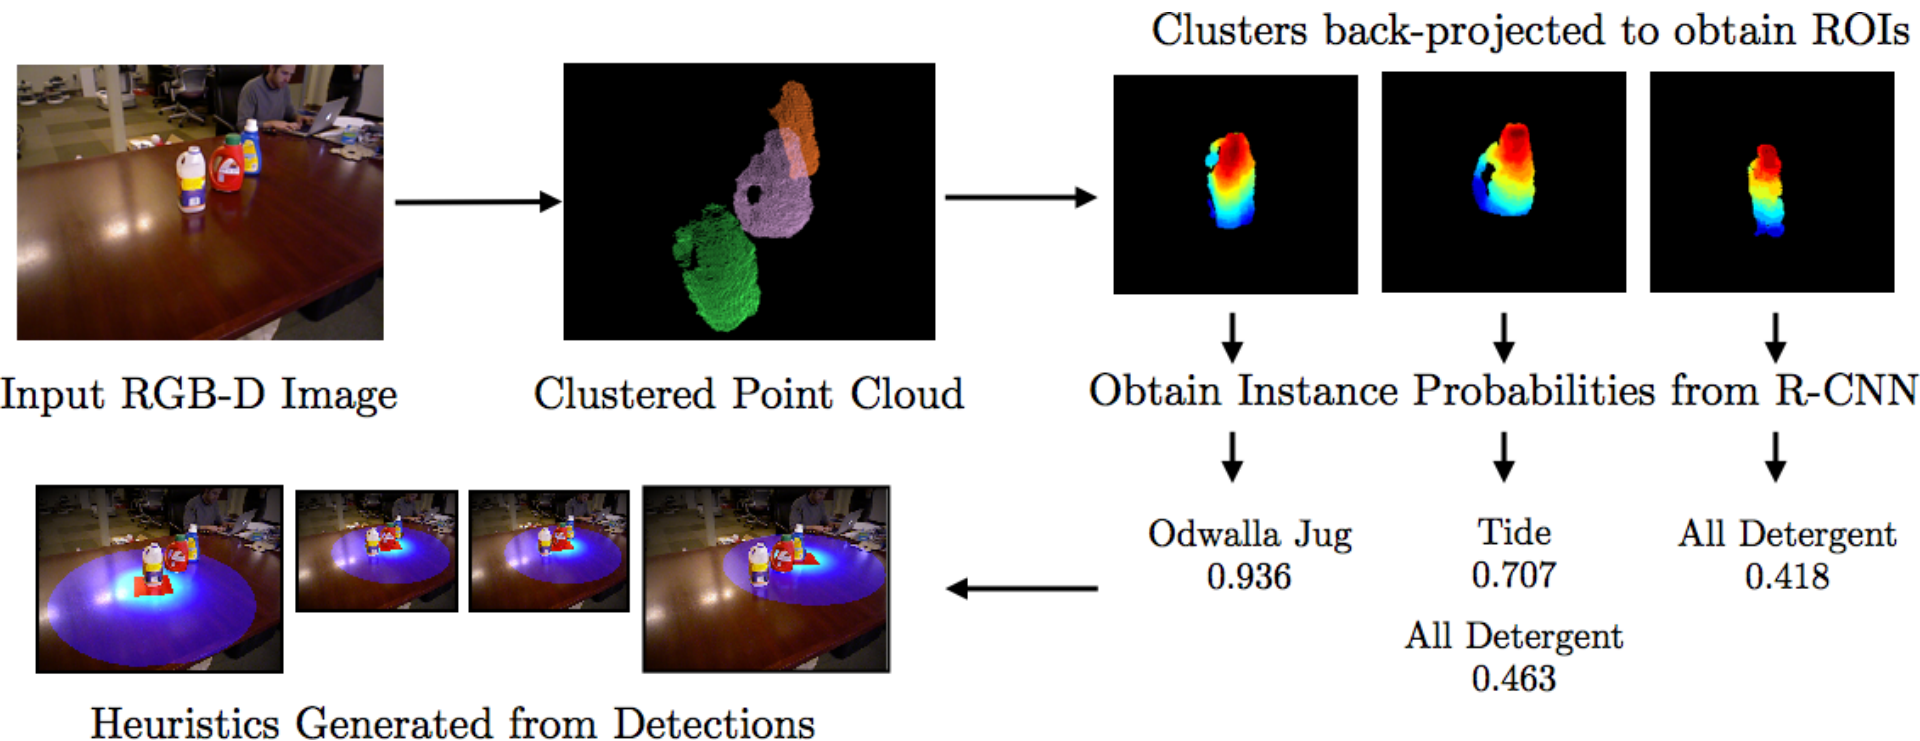 Clusters back-projected to obtain ROIs
Input RGB-D Image
Clustered Point Cloud
Obtain Instance Probabilities from R-CNN
Odwalla Jug
0.936
Tide
0.707
All Detergent
0.463
All Detergent
0.418
Heuristics Generated from Detections